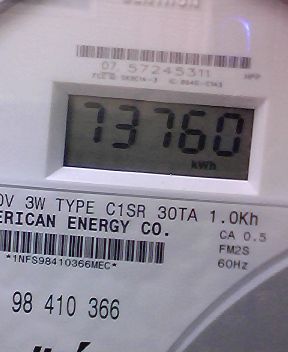 07 57245311
73760
kWh
0V 3W TYPE C1SR 30TA 1.0Kh
ERICAN ENERGY CO.
CA 0.5
FM2S
*1NFS98410366MEC*
60Hz
98 410 366